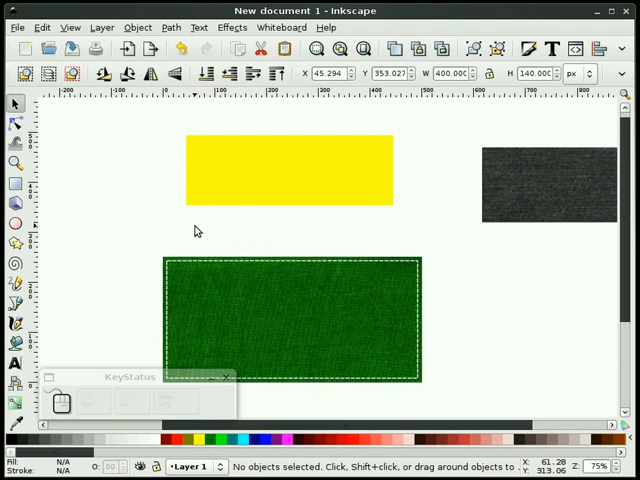 New document 1 - Inkscape
File Edit View Layer Object Path Text Effects Whiteboard Help
X 45.294 Y 353.027 W 400.000 H 140.000 px
-200 -100 0 100 200 300 400 500 600 700 800
KeyStatus
Fill: N/A
Stroke: N/A
O: 00
•Layer 1
No objects selected. Click, Shift+click, or drag around objects to
X: 61.28
Y: 313.06
Z: 75%